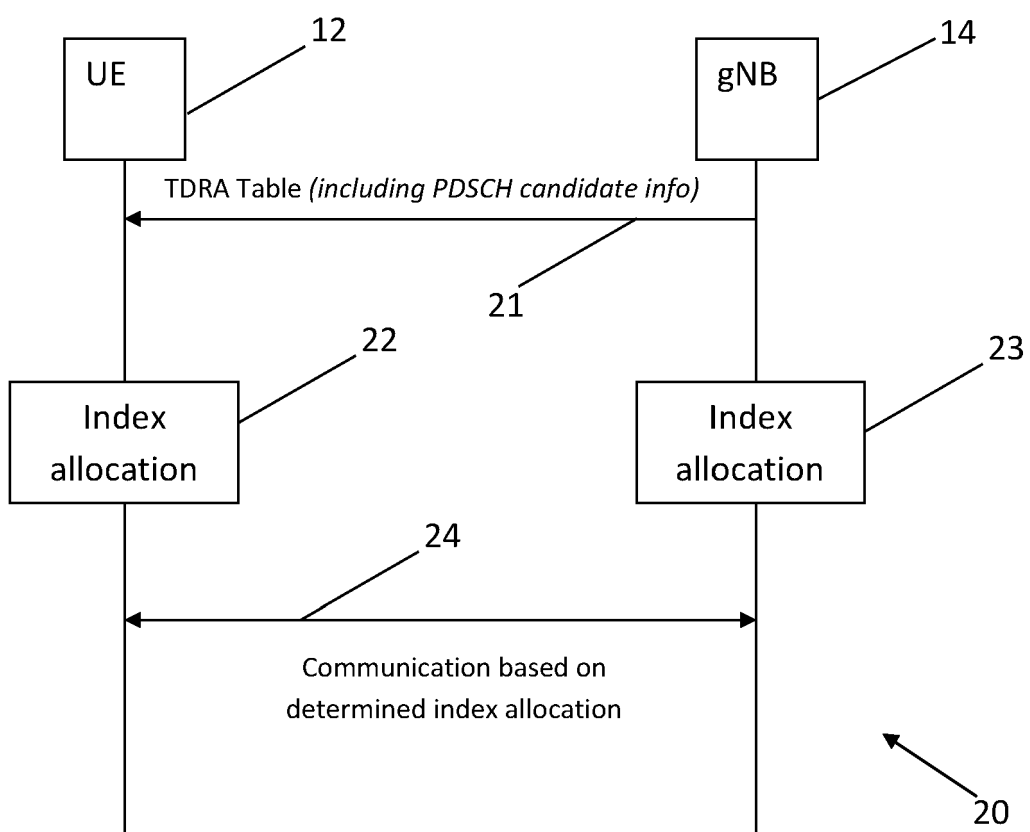 12
14
UE
gNB
TDRA Table (including PDSCH candidate info)
21
22
23
Index
allocation
Index
allocation
24
Communication based on
determined index allocation
20